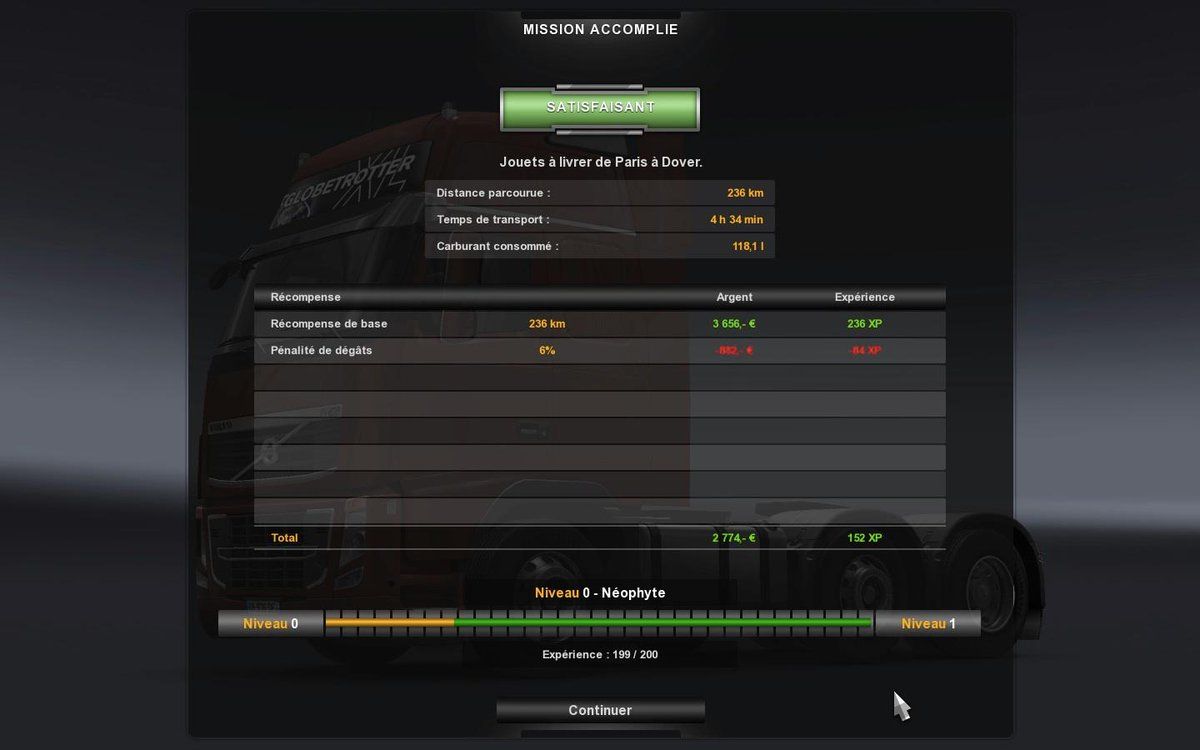 MISSION ACCOMPLIE
SATISFAISANT
Jouets à livrer de Paris à Dover.
GLOBETROTTER
Distance parcourue : 236 km
Temps de transport : 4 h 34 min
Carburant consommé : 118,1 l
Récompense Argent Expérience
Récompense de base 236 km 3 656,- € 236 XP
Pénalité de dégâts 6% -882,- € -84 XP
VOLVO
Total 2 774,- € 152 XP
Niveau 0 - Néophyte
Niveau 0 Niveau 1
Expérience : 199 / 200
Continuer